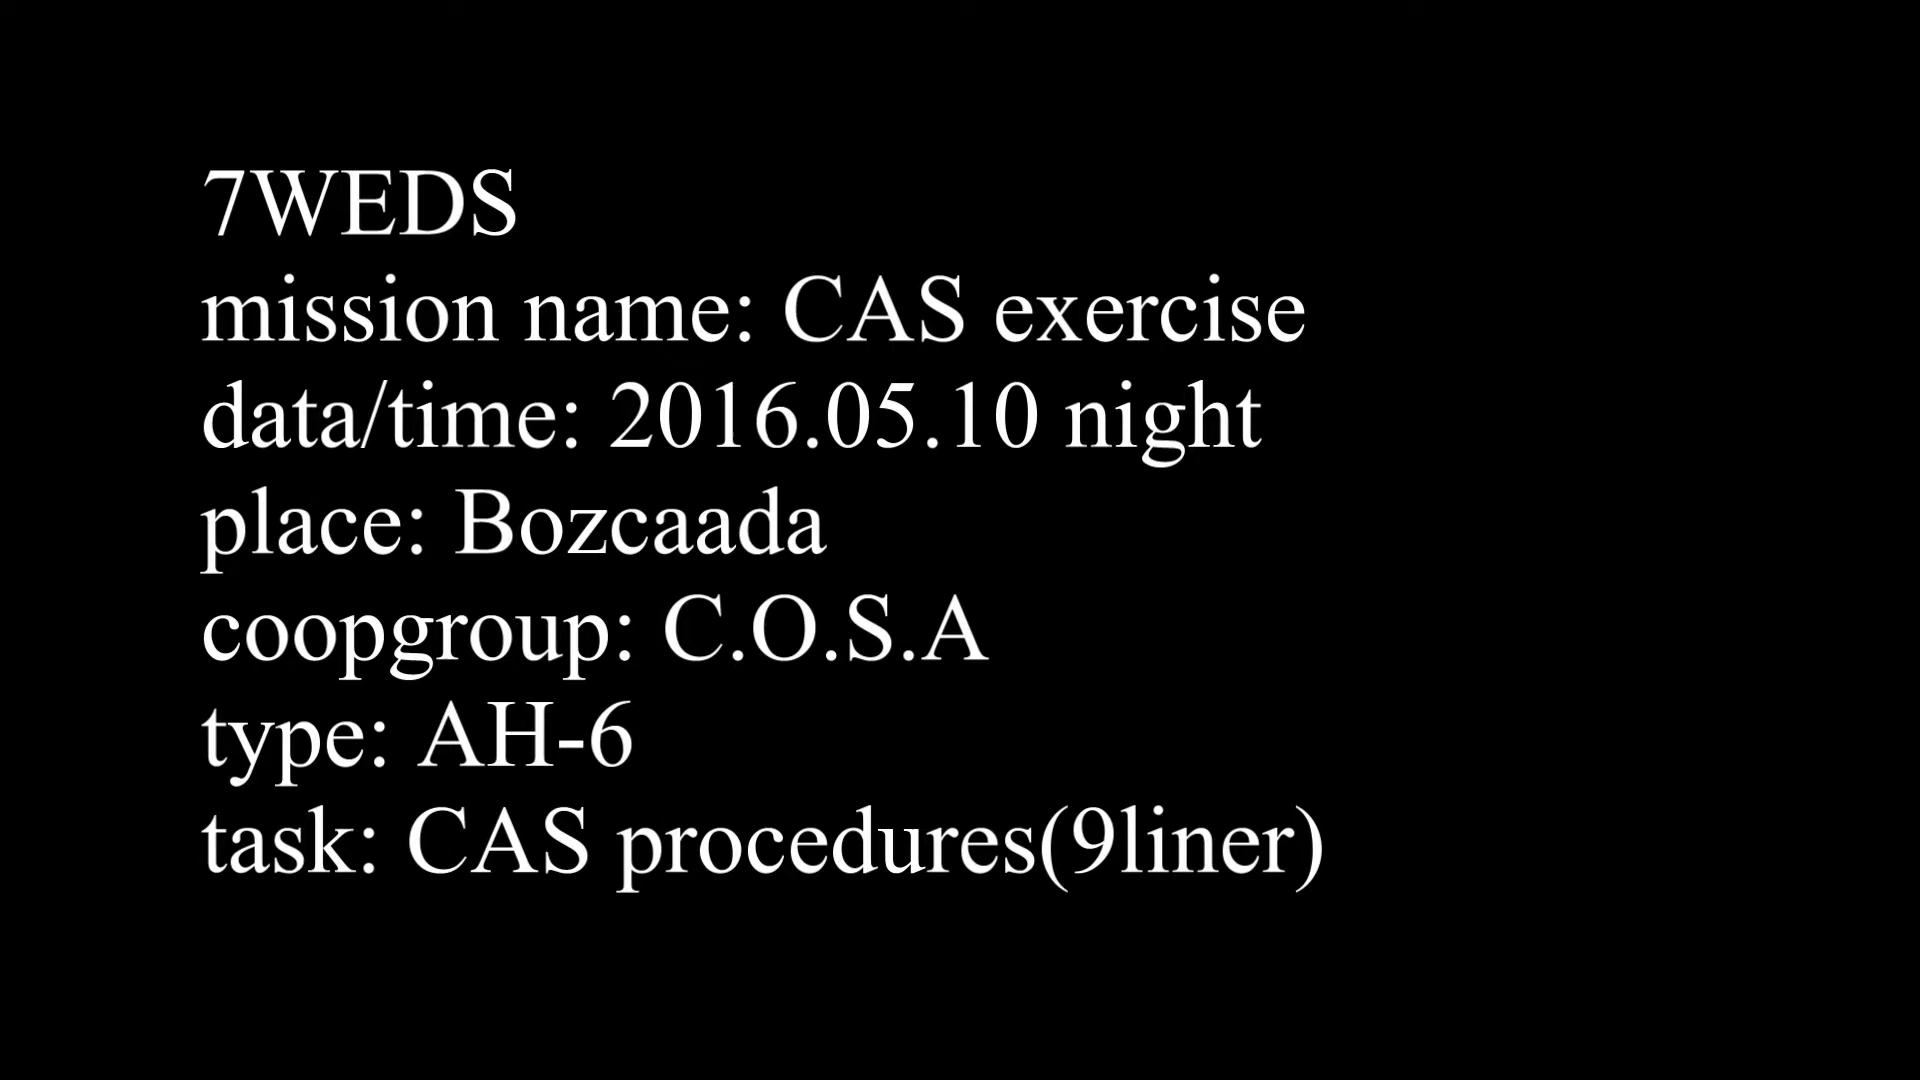 7WEDS
mission name: CAS exercise
data/time: 2016.05.10 night
place: Bozcaada
coopgroup: C.O.S.A
type: AH-6
task: CAS procedures(9liner)